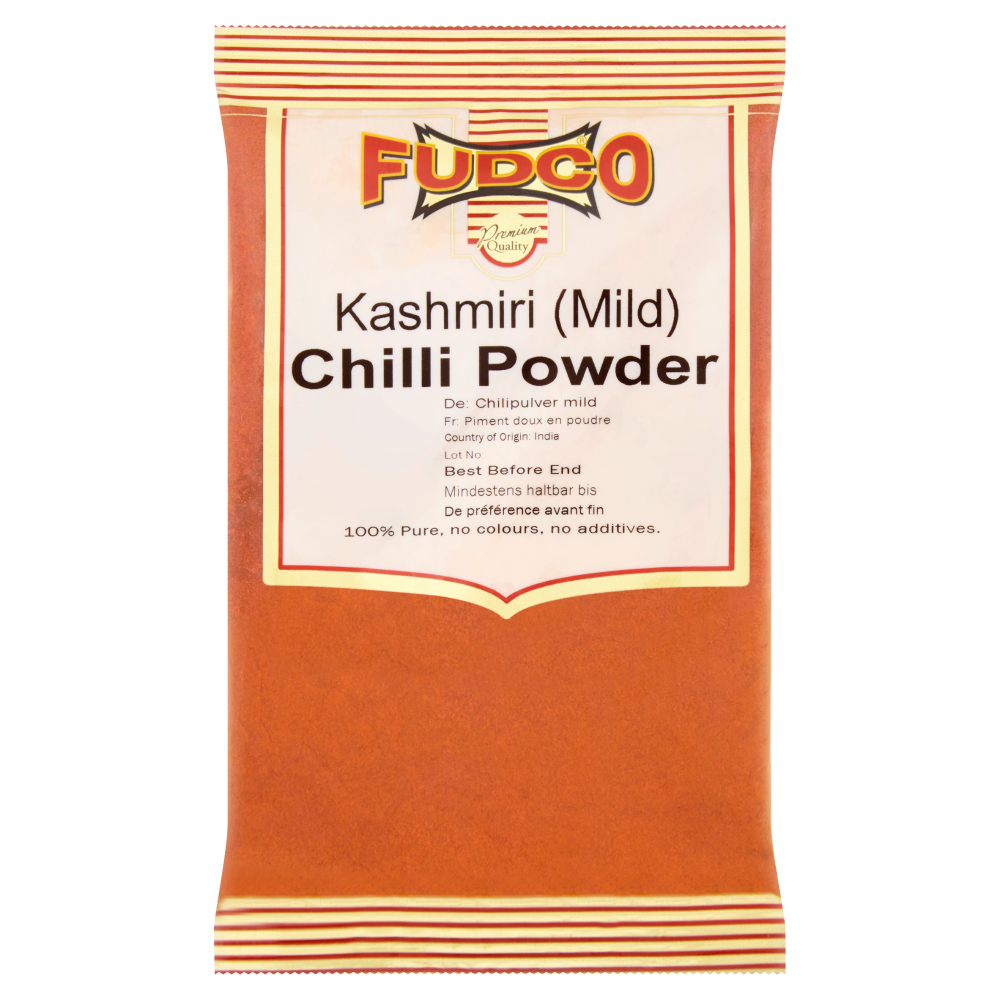 FUDCO®
Premium
Quality
Kashmiri (Mild)
Chilli Powder
De: Chilipulver mild
Fr: Piment doux en poudre
Country of Origin: India
Lot No
Best Before End
Mindestens haltbar bis
De préférence avant fin
100% Pure, no colours, no additives.